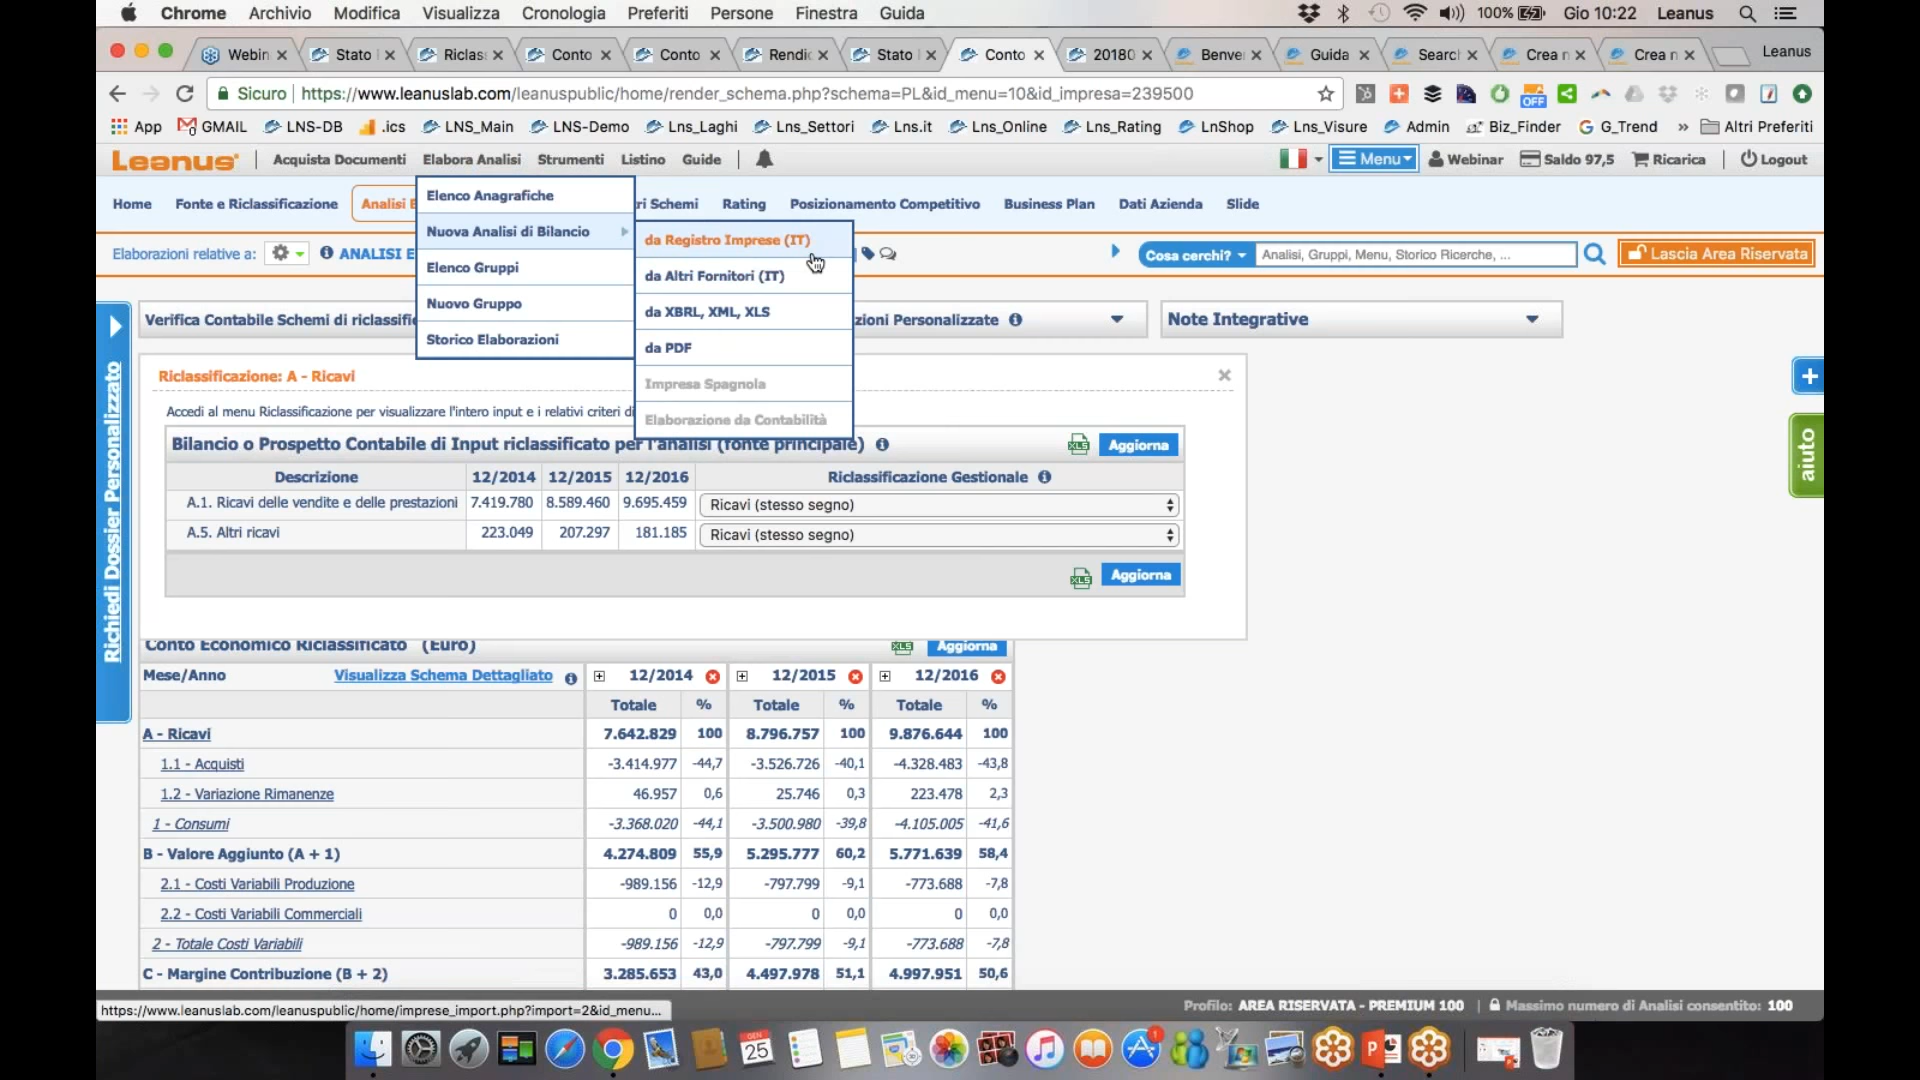 Chrome Archivio Modifica Visualizza Cronologia Preferiti Persone Finestra Guida 100% Gio 10:22 Leanus
Webin Stato Riclas Conto Conto Rendic Stato Conto 20180 Benve Guida Search Crea n Crea n Leanus
Sicuro https://www.leanuslab.com/leanuspublic/home/render_schema.php?schema=PL&id_menu=10&id_impresa=239500 OFF
App GMAIL LNS-DB .ics LNS_Main LNS-Demo Lns_Laghi Lns_Settori Lns.it Lns_Online Lns_Rating LnShop Lns_Visure Admin Biz_Finder G_Trend » Altri Preferiti
Leanus Acquista Documenti Elabora Analisi Strumenti Listino Guide Menu Webinar Saldo 97,5 Ricarica Logout
Home Fonte e Riclassificazione Analisi ri Schemi Rating Posizionamento Competitivo Business Plan Dati Azienda Slide
Elenco Anagrafiche
Nuova Analisi di Bilancio
Elenco Gruppi
Nuovo Gruppo
Storico Elaborazioni
da Registro Imprese (IT)
da Altri Fornitori (IT)
da XBRL, XML, XLS
da PDF
Impresa Spagnola
Elaborazione da Contabilità
Elaborazioni relative a: ANALISI E Cosa cerchi? Analisi, Gruppi, Menu, Storico Ricerche, ... Lascia Area Riservata
Verifica Contabile Schemi di riclassifi zioni Personalizzate Note Integrative
Richiedi Dossier Personalizzato
aiuto
Riclassificazione: A - Ricavi
Accedi al menu Riclassificazione per visualizzare l'intero input e i relativi criteri di
Bilancio o Prospetto Contabile di Input riclassificato per l'analisi (fonte principale) XLS Aggiorna
Descrizione 12/2014 12/2015 12/2016 Riclassificazione Gestionale
A.1. Ricavi delle vendite e delle prestazioni 7.419.780 8.589.460 9.695.459 Ricavi (stesso segno)
A.5. Altri ricavi 223.049 207.297 181.185 Ricavi (stesso segno)
XLS Aggiorna
Conto Economico Riclassificato (Euro) XLS Aggiorna
Mese/Anno Visualizza Schema Dettagliato 12/2014 12/2015 12/2016
Totale % Totale % Totale %
A - Ricavi 7.642.829 100 8.796.757 100 9.876.644 100
1.1 - Acquisti -3.414.977 -44,7 -3.526.726 -40,1 -4.328.483 -43,8
1.2 - Variazione Rimanenze 46.957 0,6 25.746 0,3 223.478 2,3
1 - Consumi -3.368.020 -44,1 -3.500.980 -39,8 -4.105.005 -41,6
B - Valore Aggiunto (A + 1) 4.274.809 55,9 5.295.777 60,2 5.771.639 58,4
2.1 - Costi Variabili Produzione -989.156 -12,9 -797.799 -9,1 -773.688 -7,8
2.2 - Costi Variabili Commerciali 0 0,0 0 0,0 0 0,0
2 - Totale Costi Variabili -989.156 -12,9 -797.799 -9,1 -773.688 -7,8
C - Margine Contribuzione (B + 2) 3.285.653 43,0 4.497.978 51,1 4.997.951 50,6
https://www.leanuslab.com/leanuspublic/home/imprese_import.php?import=2&id_menu... Profilo: AREA RISERVATA - PREMIUM 100 | Massimo numero di Analisi consentito: 100
GEN
25
1
P